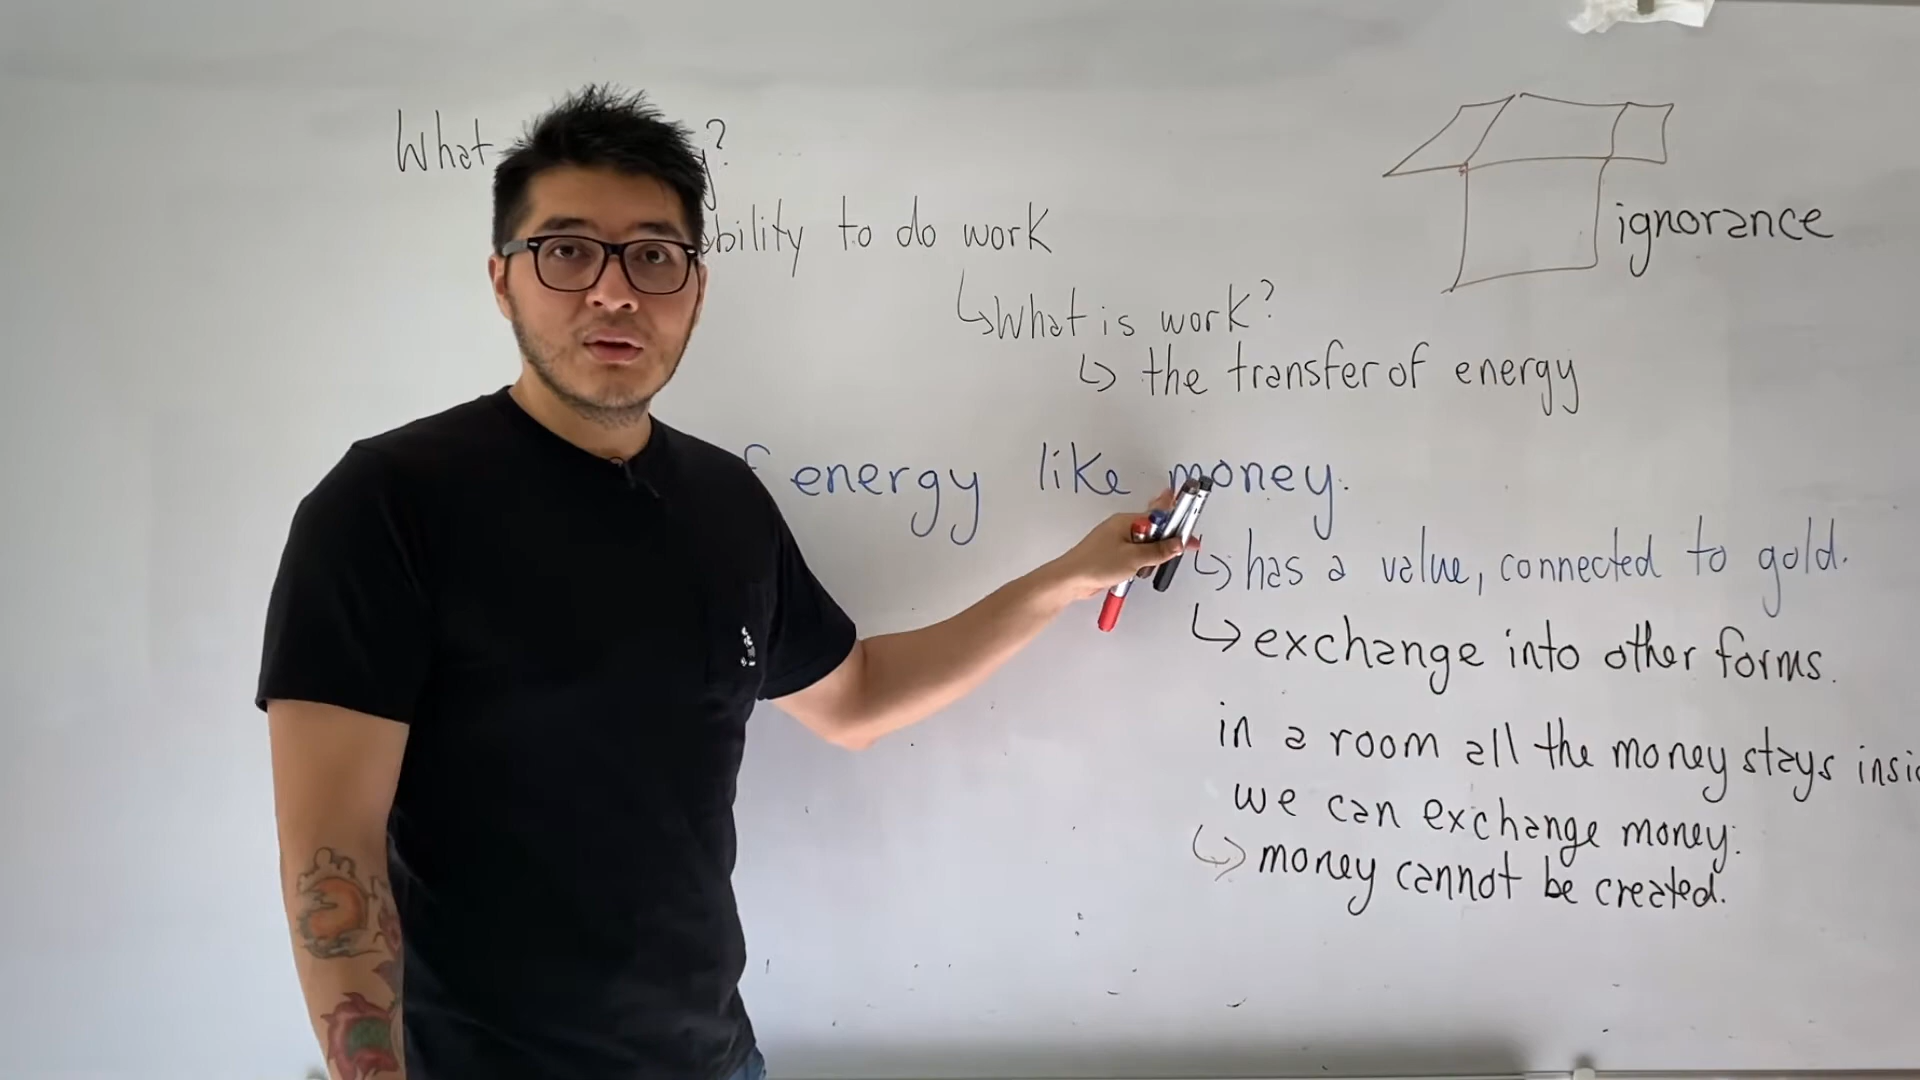 What ?
bility to do work
ignorance
What is work?
the transfer of energy
energy like money.
has a value, connected to gold.
exchange into other forms.
in a room all the money stays insi
we can exchange money.
money cannot be created.